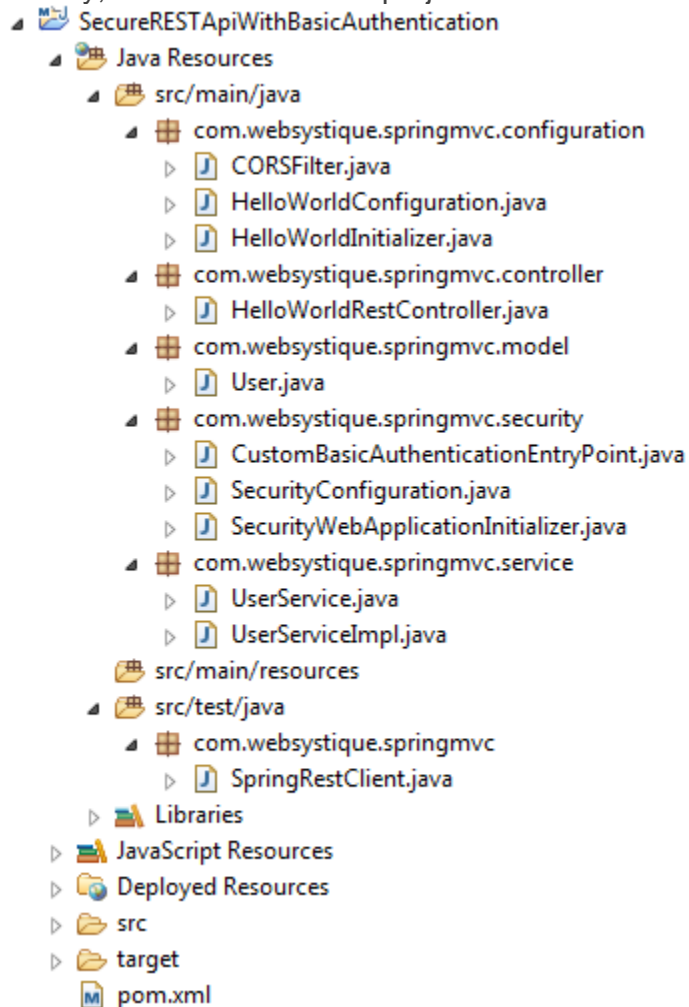 SecureRESTApiWithBasicAuthentication
Java Resources
src/main/java
com.websystique.springmvc.configuration
CORSFilter.java
HelloWorldConfiguration.java
HelloWorldInitializer.java
com.websystique.springmvc.controller
HelloWorldRestController.java
com.websystique.springmvc.model
User.java
com.websystique.springmvc.security
CustomBasicAuthenticationEntryPoint.java
SecurityConfiguration.java
SecurityWebApplicationInitializer.java
com.websystique.springmvc.service
UserService.java
UserServiceImpl.java
src/main/resources
src/test/java
com.websystique.springmvc
SpringRestClient.java
Libraries
JavaScript Resources
Deployed Resources
src
target
pom.xml